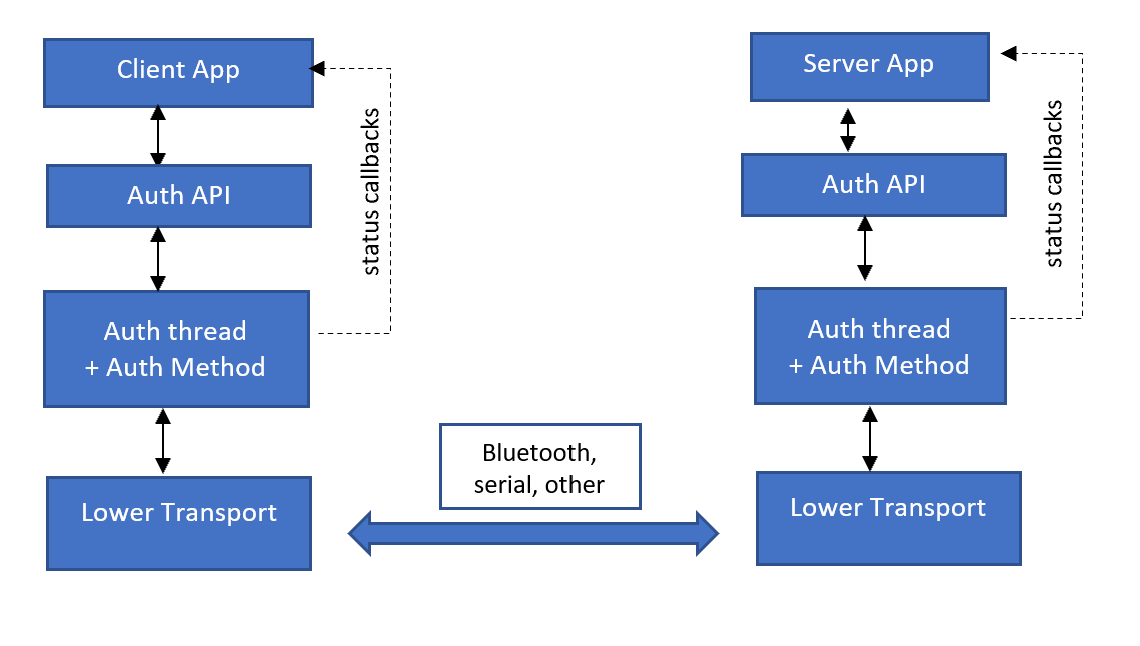 Client App
Auth API
Auth thread
+ Auth Method
Lower Transport
status callbacks
Bluetooth,
serial, other
Server App
Auth API
Auth thread
+ Auth Method
Lower Transport
status callbacks